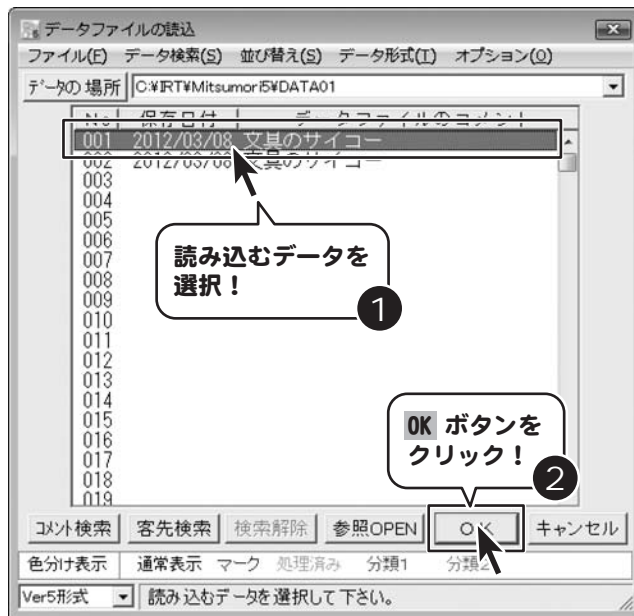 データファイルの読込
ファイル(F) データ検索(S) 並び替え(S) データ形式(T) オプション(O)
データの場所 C:¥IRT¥Mitsumori5¥DATA01
No 保存日付 データファイルのコメント
001 2012/03/08 文具のサイコー
002 2012/03/08 文具のサイコー
003
004
005
006
007
008
009
010
011
012
013
014
015
016
017
018
019
読み込むデータを
選択！
1
OK ボタンを
クリック！
2
コメント検索 客先検索 検索解除 参照OPEN OK キャンセル
色分け表示 通常表示 マーク 処理済み 分類1 分類2
Ver5形式 読み込むデータを選択して下さい。